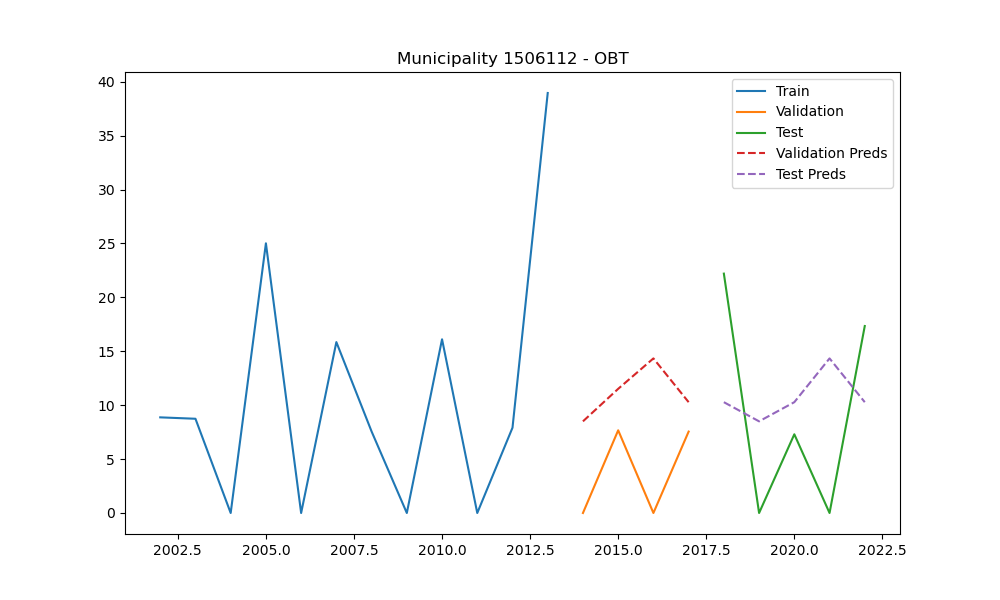 Municipality 1506112 - OBT
40
35
30
25
20
15
10
5
0
Train
Validation
Test
Validation Preds
Test Preds
2002.5 2005.0 2007.5 2010.0 2012.5 2015.0 2017.5 2020.0 2022.5